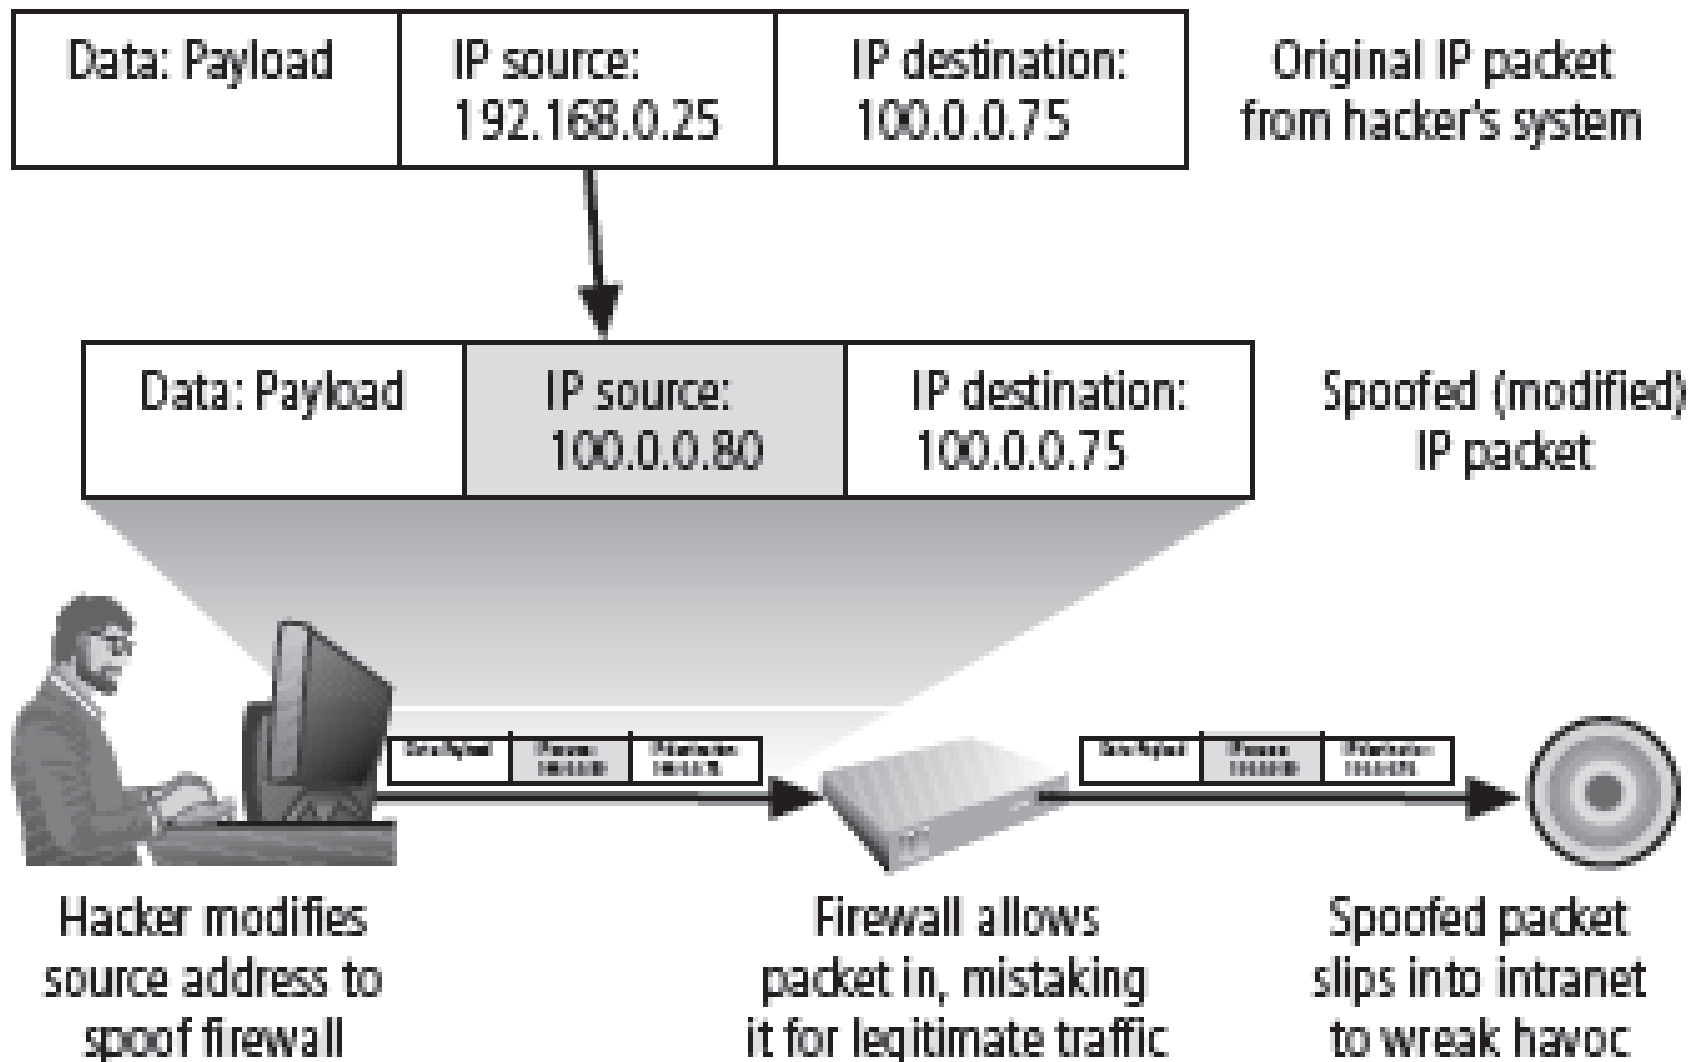 Data: Payload
IP source:
192.168.0.25
IP destination:
100.0.0.75
Original IP packet
from hacker's system
Data: Payload
IP source:
100.0.0.80
IP destination:
100.0.0.75
Spoofed (modified)
IP packet
Hacker modifies
source address to
spoof firewall
Firewall allows
packet in, mistaking
it for legitimate traffic
Spoofed packet
slips into intranet
to wreak havoc